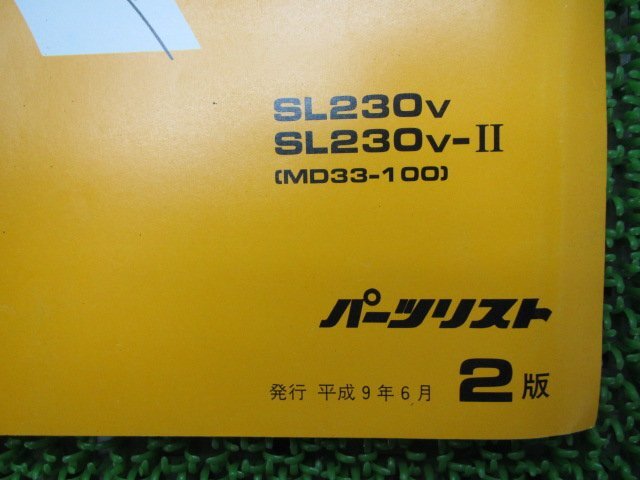 SL230V
SL230V-II
(MD33-100)
パーツリスト
発行 平成9年6月 2版